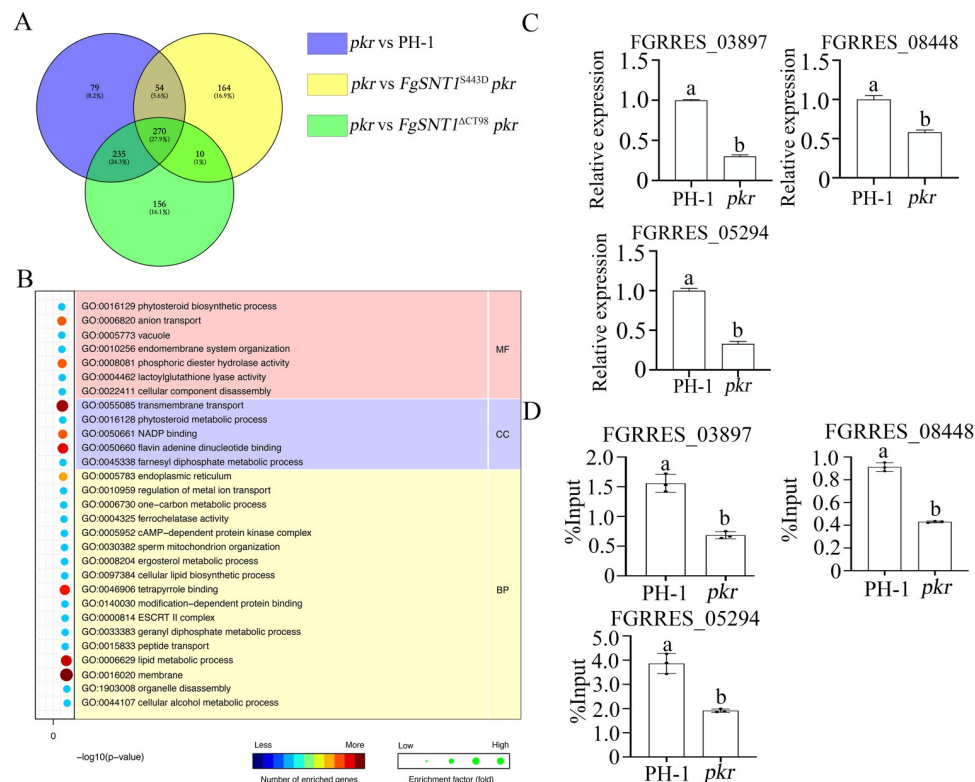 A
79
(8.2%)
54
(5.6%)
164
(16.9%)
270
(27.9%)
235
(24.3%)
10
(1%)
156
(16.1%)
pkr vs PH-1
pkr vs FgSNT1S443D pkr
pkr vs FgSNT1ΔCT98 pkr
B
GO:0016129 phytosteroid biosynthetic process
GO:0006820 anion transport
GO:0005773 vacuole
GO:0010256 endomembrane system organization
GO:0008081 phosphoric diester hydrolase activity
GO:0004462 lactoylglutathione lyase activity
GO:0022411 cellular component disassembly
MF
GO:0055085 transmembrane transport
GO:0016128 phytosteroid metabolic process
GO:0050661 NADP binding
GO:0050660 flavin adenine dinucleotide binding
GO:0045338 farnesyl diphosphate metabolic process
CC
GO:0005783 endoplasmic reticulum
GO:0010959 regulation of metal ion transport
GO:0006730 one-carbon metabolic process
GO:0004325 ferrochelatase activity
GO:0005952 cAMP-dependent protein kinase complex
GO:0030382 sperm mitochondrion organization
GO:0008204 ergosterol metabolic process
GO:0097384 cellular lipid biosynthetic process
GO:0046906 tetrapyrrole binding
GO:0140030 modification-dependent protein binding
GO:0000814 ESCRT II complex
GO:0033383 geranyl diphosphate metabolic process
GO:0015833 peptide transport
GO:0006629 lipid metabolic process
GO:0016020 membrane
GO:1903008 organelle disassembly
GO:0044107 cellular alcohol metabolic process
BP
0
-log10(p-value)
Less More
Number of enriched genes
Low High
Enrichment factor (fold)
C
FGRRES_03897
Relative expression
1.5
1.0
0.5
0
a
b
PH-1 pkr
FGRRES_08448
Relative expression
1.5
1.0
0.5
0
a
b
PH-1 pkr
FGRRES_05294
Relative expression
1.5
1.0
0.5
0
a
b
PH-1 pkr
D
FGRRES_03897
%Input
2.0
1.5
1.0
0.5
0
a
b
PH-1 pkr
FGRRES_08448
%Input
1.0
0.8
0.6
0.4
0.2
0
a
b
PH-1 pkr
FGRRES_05294
%Input
5.0
4.0
3.0
2.0
1.0
0
a
b
PH-1 pkr